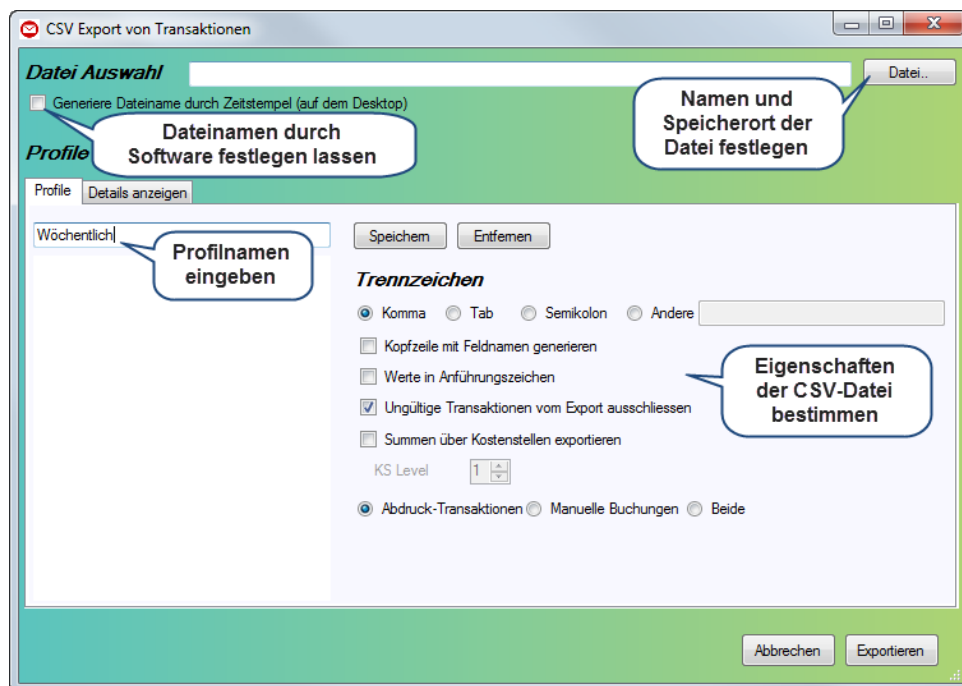 CSV Export von Transaktionen
Datei Auswahl
Datei..
Generiere Dateiname durch Zeitstempel (auf dem Desktop)
Namen und
Speicherort der
Datei festlegen
Dateinamen durch
Software festlegen lassen
Profile
Profile
Details anzeigen
Wöchentlich
Profilnamen
eingeben
Speichern
Entfernen
Trennzeichen
Komma
Tab
Semikolon
Andere
Kopfzeile mit Feldnamen generieren
Werte in Anführungszeichen
Ungültige Transaktionen vom Export ausschliessen
Summen über Kostenstellen exportieren
KS Level
1
Eigenschaften
der CSV-Datei
bestimmen
Abdruck-Transaktionen
Manuelle Buchungen
Beide
Abbrechen
Exportieren